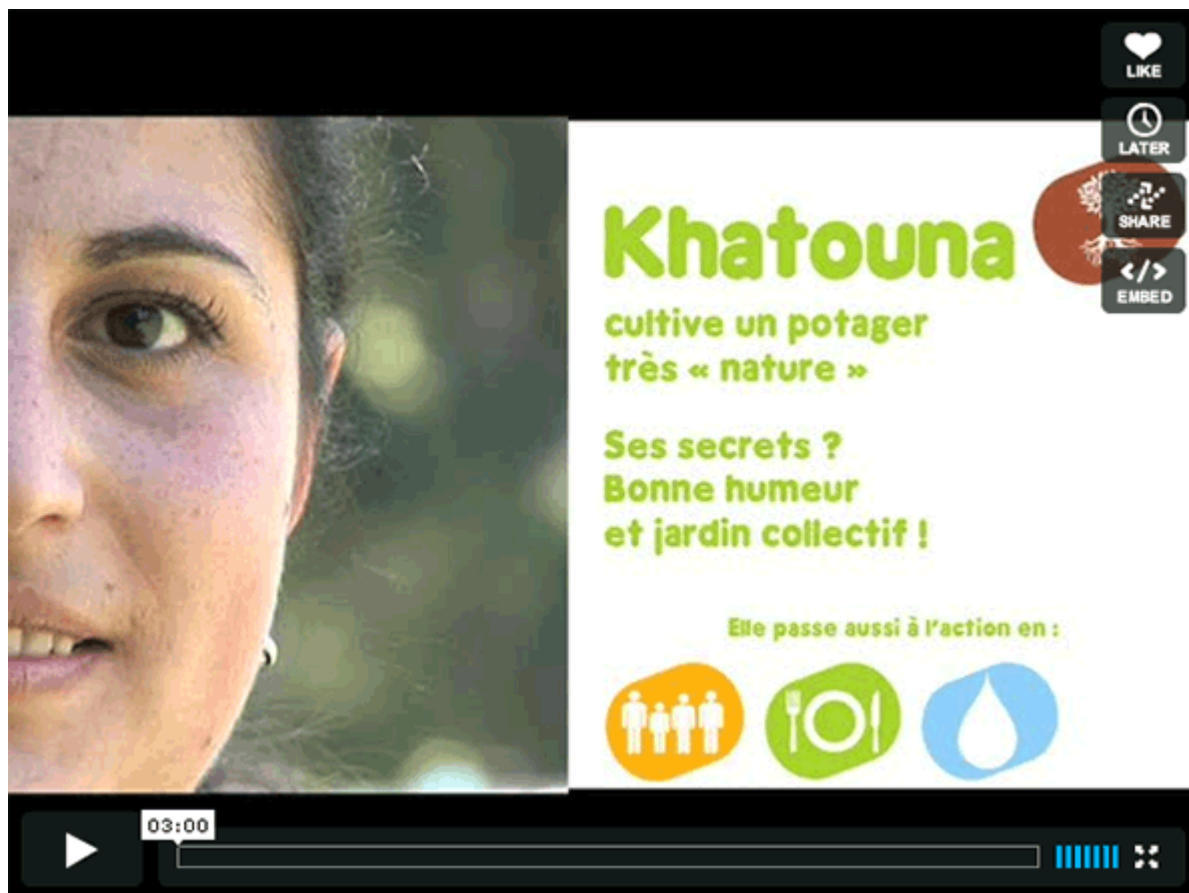 LIKE
LATER
SHARE
</>
EMBED
Khatouna
cultive un potager
très « nature »
Ses secrets ?
Bonne humeur
et jardin collectif !
Elle passe aussi à l'action en :
03:00